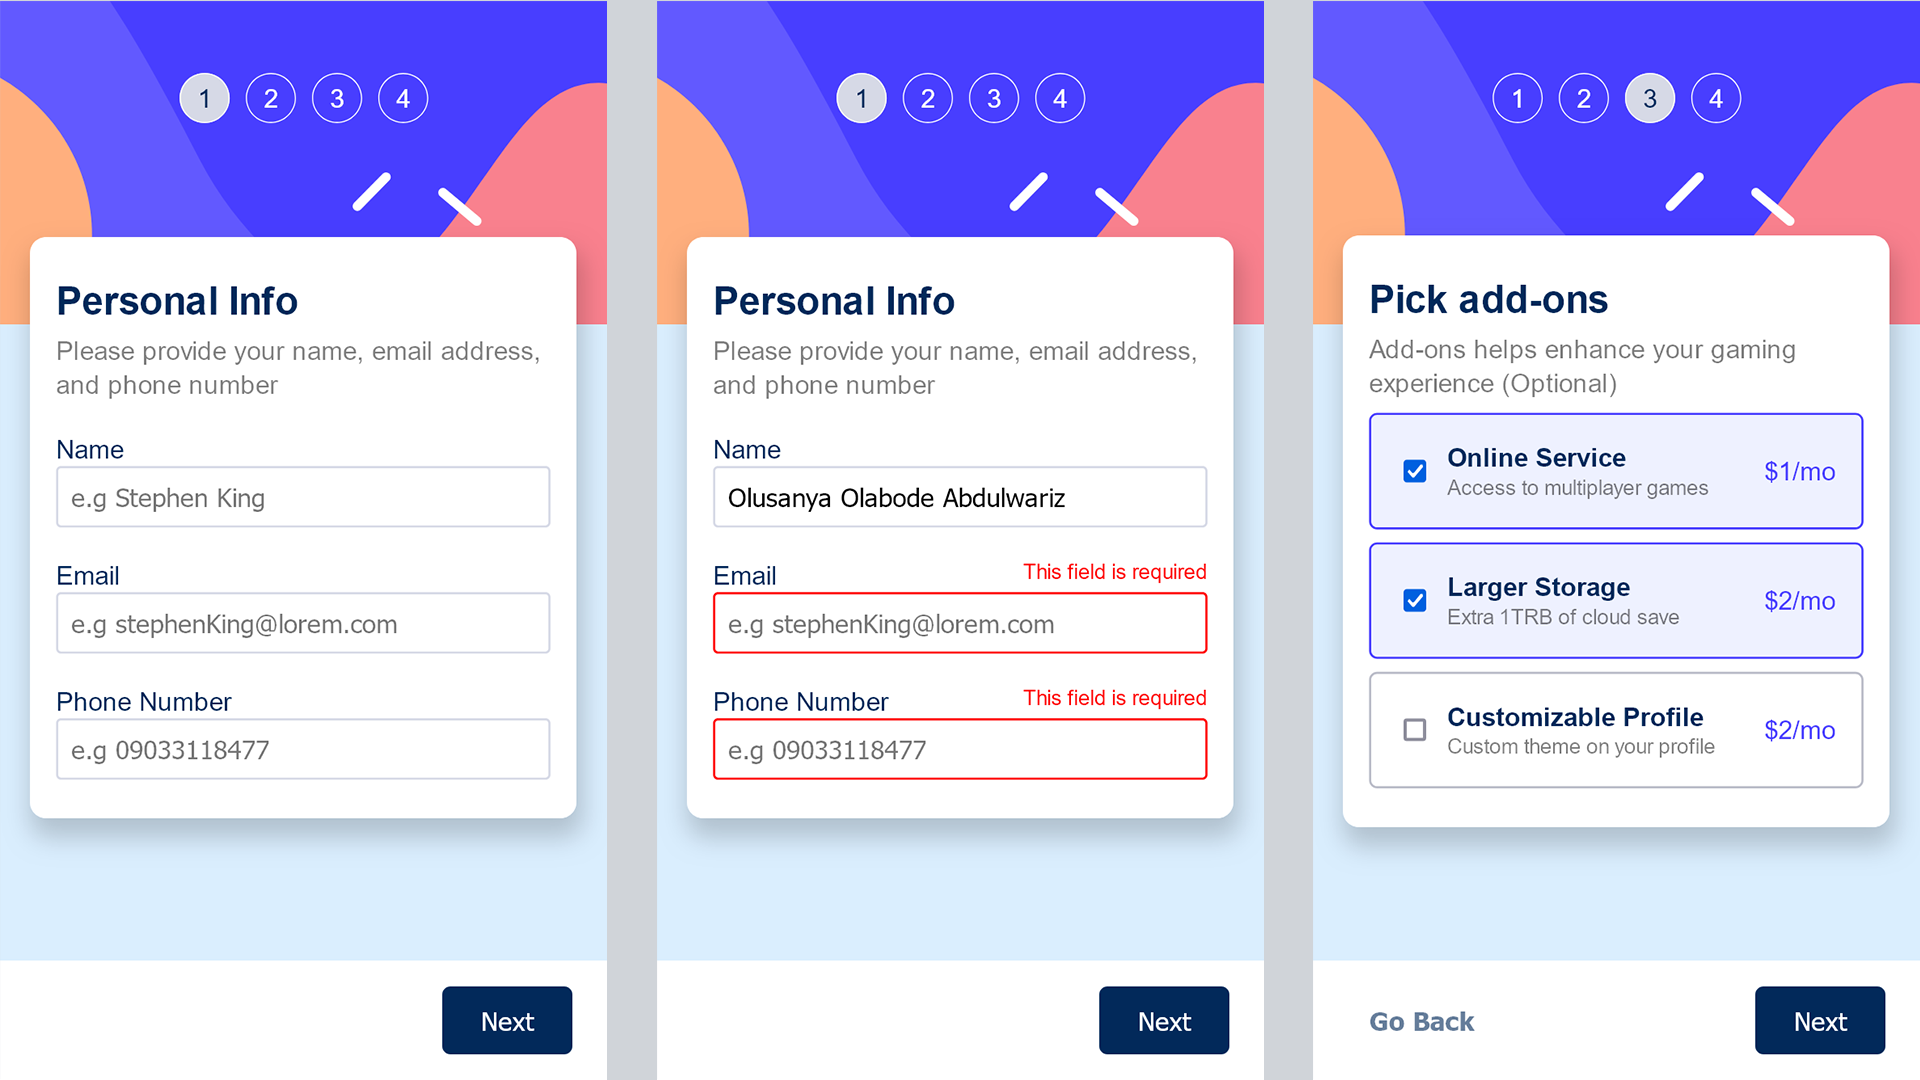 1 2 3 4
Personal Info
Please provide your name, email address,
and phone number
Name
e.g Stephen King
Email
e.g stephenKing@lorem.com
Phone Number
e.g 09033118477
Next
1 2 3 4
Personal Info
Please provide your name, email address,
and phone number
Name
Olusanya Olabode Abdulwariz
Email This field is required
e.g stephenKing@lorem.com
Phone Number This field is required
e.g 09033118477
Next
1 2 3 4
Pick add-ons
Add-ons helps enhance your gaming
experience (Optional)
Online Service
Access to multiplayer games
$1/mo
Larger Storage
Extra 1TRB of cloud save
$2/mo
Customizable Profile
Custom theme on your profile
$2/mo
Go Back Next